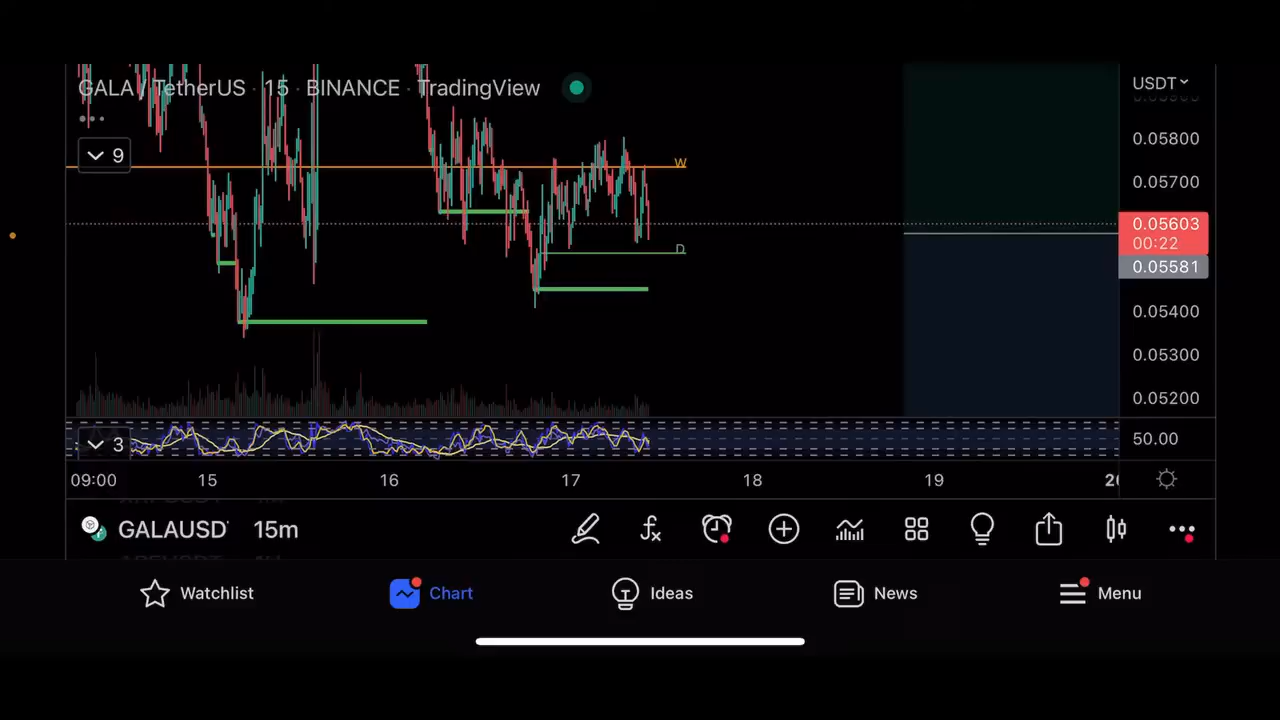 GALA / TetherUS · 15 · BINANCE · TradingView
USDT
9
W
D
0.05800
0.05700
0.05603
00:22
0.05581
0.05400
0.05300
0.05200
3
50.00
09:00 15 16 17 18 19
GALAUSD 15m
Watchlist Chart Ideas News Menu